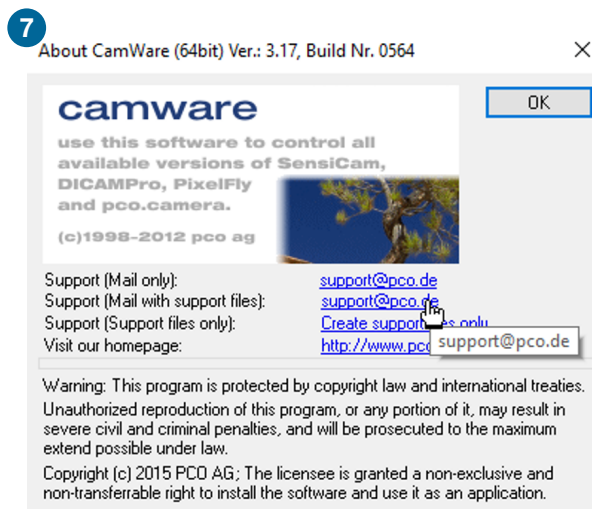 7
About CamWare (64bit) Ver.: 3.17, Build Nr. 0564
OK
camware
use this software to control all
available versions of SensiCam,
DICAMPro, PixelFly
and pco.camera.
(c)1998-2012 pco ag
Support (Mail only): support@pco.de
Support (Mail with support files): support@pco.de
Support (Support files only): Create support only
Visit our homepage: http://www.pco
support@pco.de
Warning: This program is protected by copyright law and international treaties.
Unauthorized reproduction of this program, or any portion of it, may result in
severe civil and criminal penalties, and will be prosecuted to the maximum
extend possible under law.
Copyright (c) 2015 PCO AG; The licensee is granted a non-exclusive and
non-transferrable right to install the software and use it as an application.